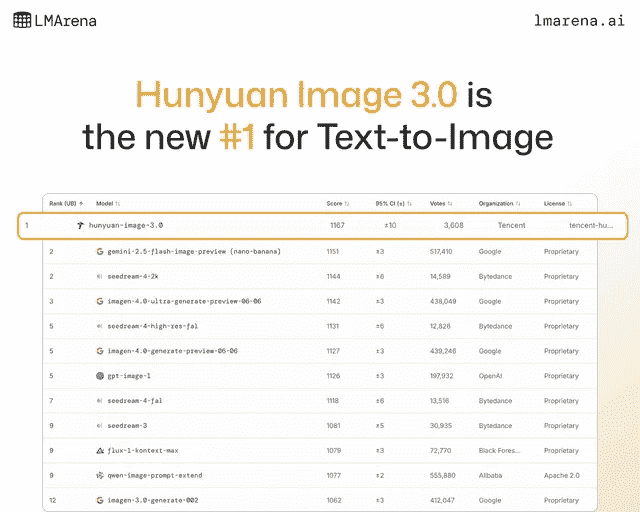 LMArena
lmarena.ai
Hunyuan Image 3.0 is
the new #1 for Text-to-Image
Rank (UB) ↑ Model ↑↓ Score ↑↓ 95% CI (±) ↑↓ Votes ↑↓ Organization ↑↓ License ↑↓
1 hunyuan-image-3.0 1167 ±10 3,608 Tencent tencent-hu...
2 gemini-2.5-flash-image-preview (nano-banana) 1151 ±3 517,410 Google Proprietary
2 seedream-4-2k 1144 ±6 14,589 Bytedance Proprietary
3 imagen-4.0-ultra-generate-preview-06-06 1142 ±3 438,049 Google Proprietary
5 seedream-4-high-res-fal 1131 ±6 12,826 Bytedance Proprietary
5 imagen-4.0-generate-preview-06-06 1127 ±3 439,246 Google Proprietary
5 gpt-image-1 1126 ±3 197,932 OpenAI Proprietary
7 seedream-4-fal 1118 ±6 13,516 Bytedance Proprietary
9 seedream-3 1081 ±5 30,935 Bytedance Proprietary
9 flux-1-kontext-max 1079 ±3 72,770 Black Fores... Proprietary
9 qwen-image-prompt-extend 1077 ±2 555,880 Alibaba Apache 2.0
12 imagen-3.0-generate-002 1062 ±3 412,047 Google Proprietary